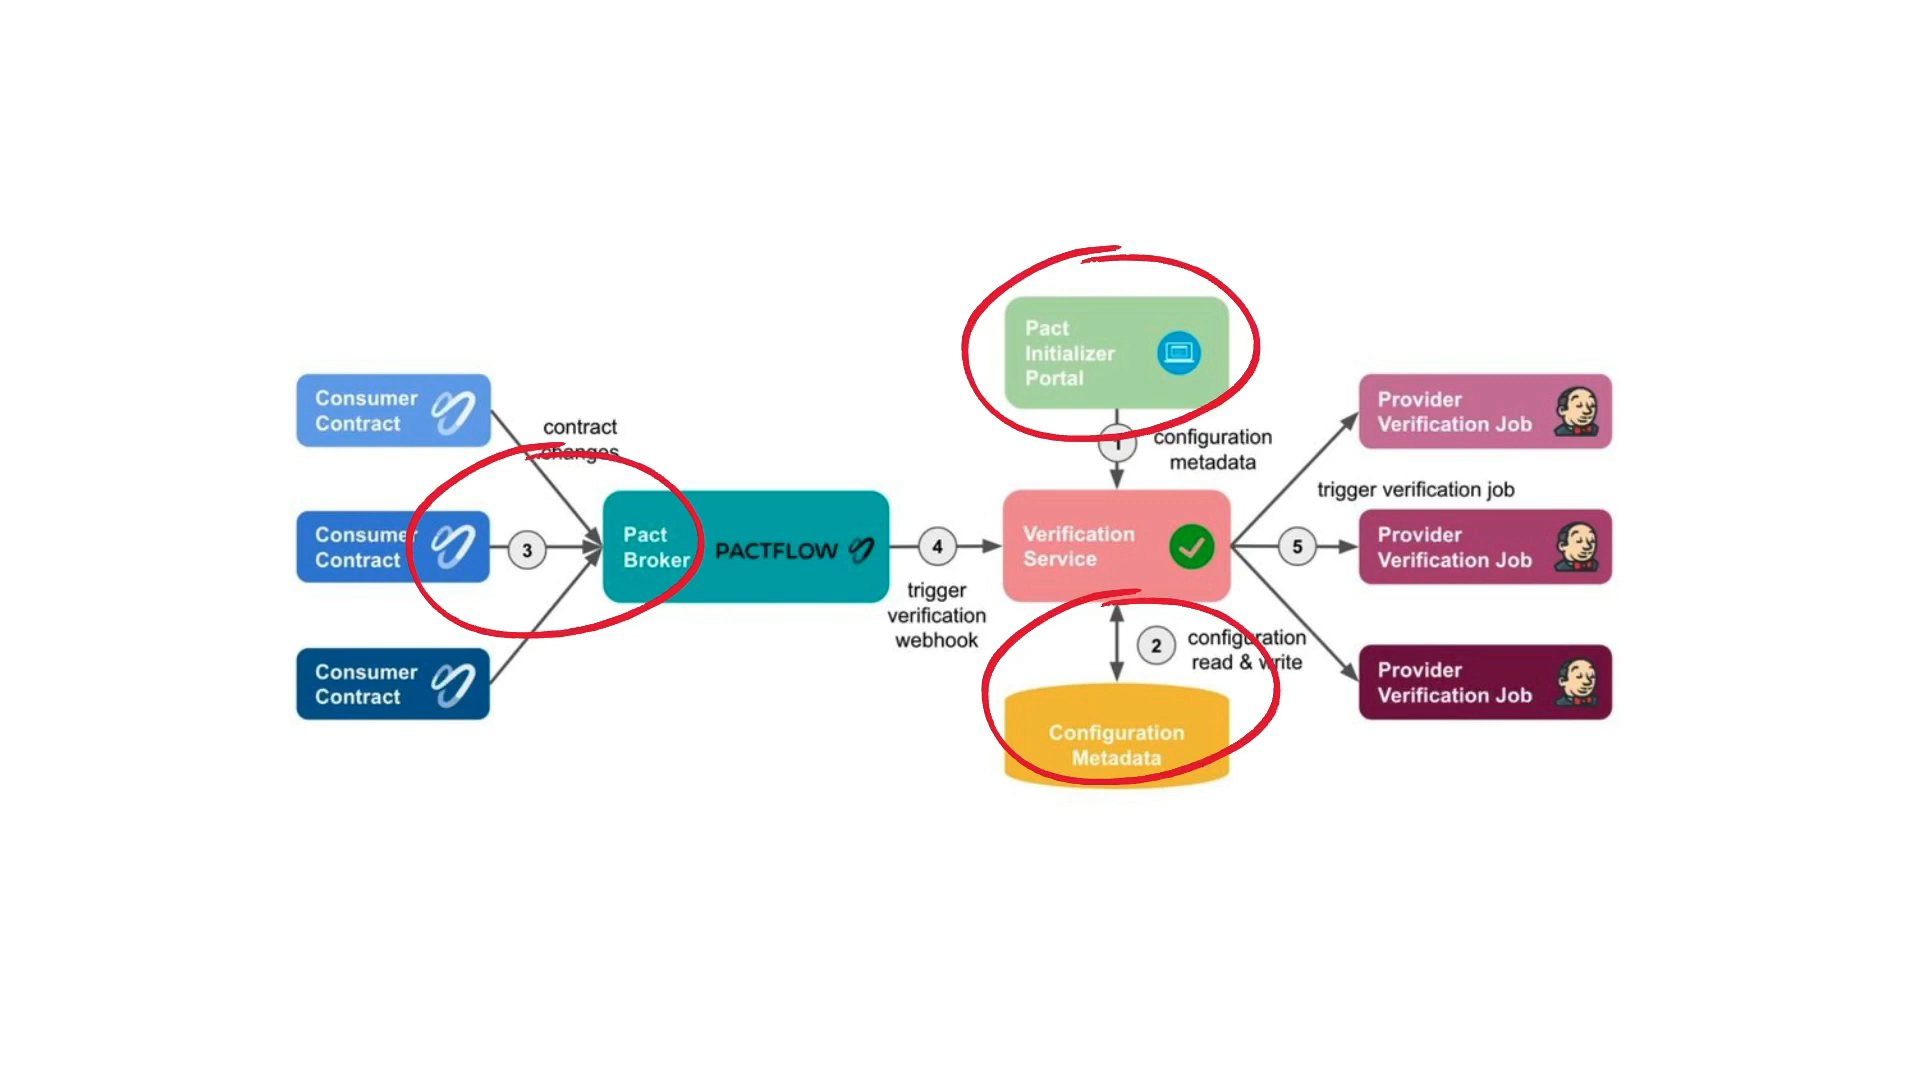 Consumer
Contract
Consumer
Contract
Consumer
Contract
contract
changes
3
Pact
Broker
PACTFLOW
4
trigger
verification
webhook
Pact
Initializer
Portal
1
configuration
metadata
Verification
Service
2
configuration
read & write
Configuration
Metadata
trigger verification job
5
Provider
Verification Job
Provider
Verification Job
Provider
Verification Job